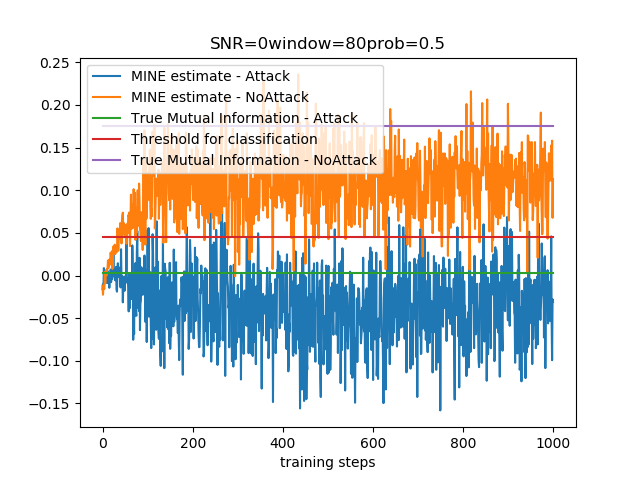 SNR=0window=80prob=0.5
0.25
0.20
0.15
0.10
0.05
0.00
−0.05
−0.10
−0.15
MINE estimate - Attack
MINE estimate - NoAttack
True Mutual Information - Attack
Threshold for classification
True Mutual Information - NoAttack
0 200 400 600 800 1000
training steps